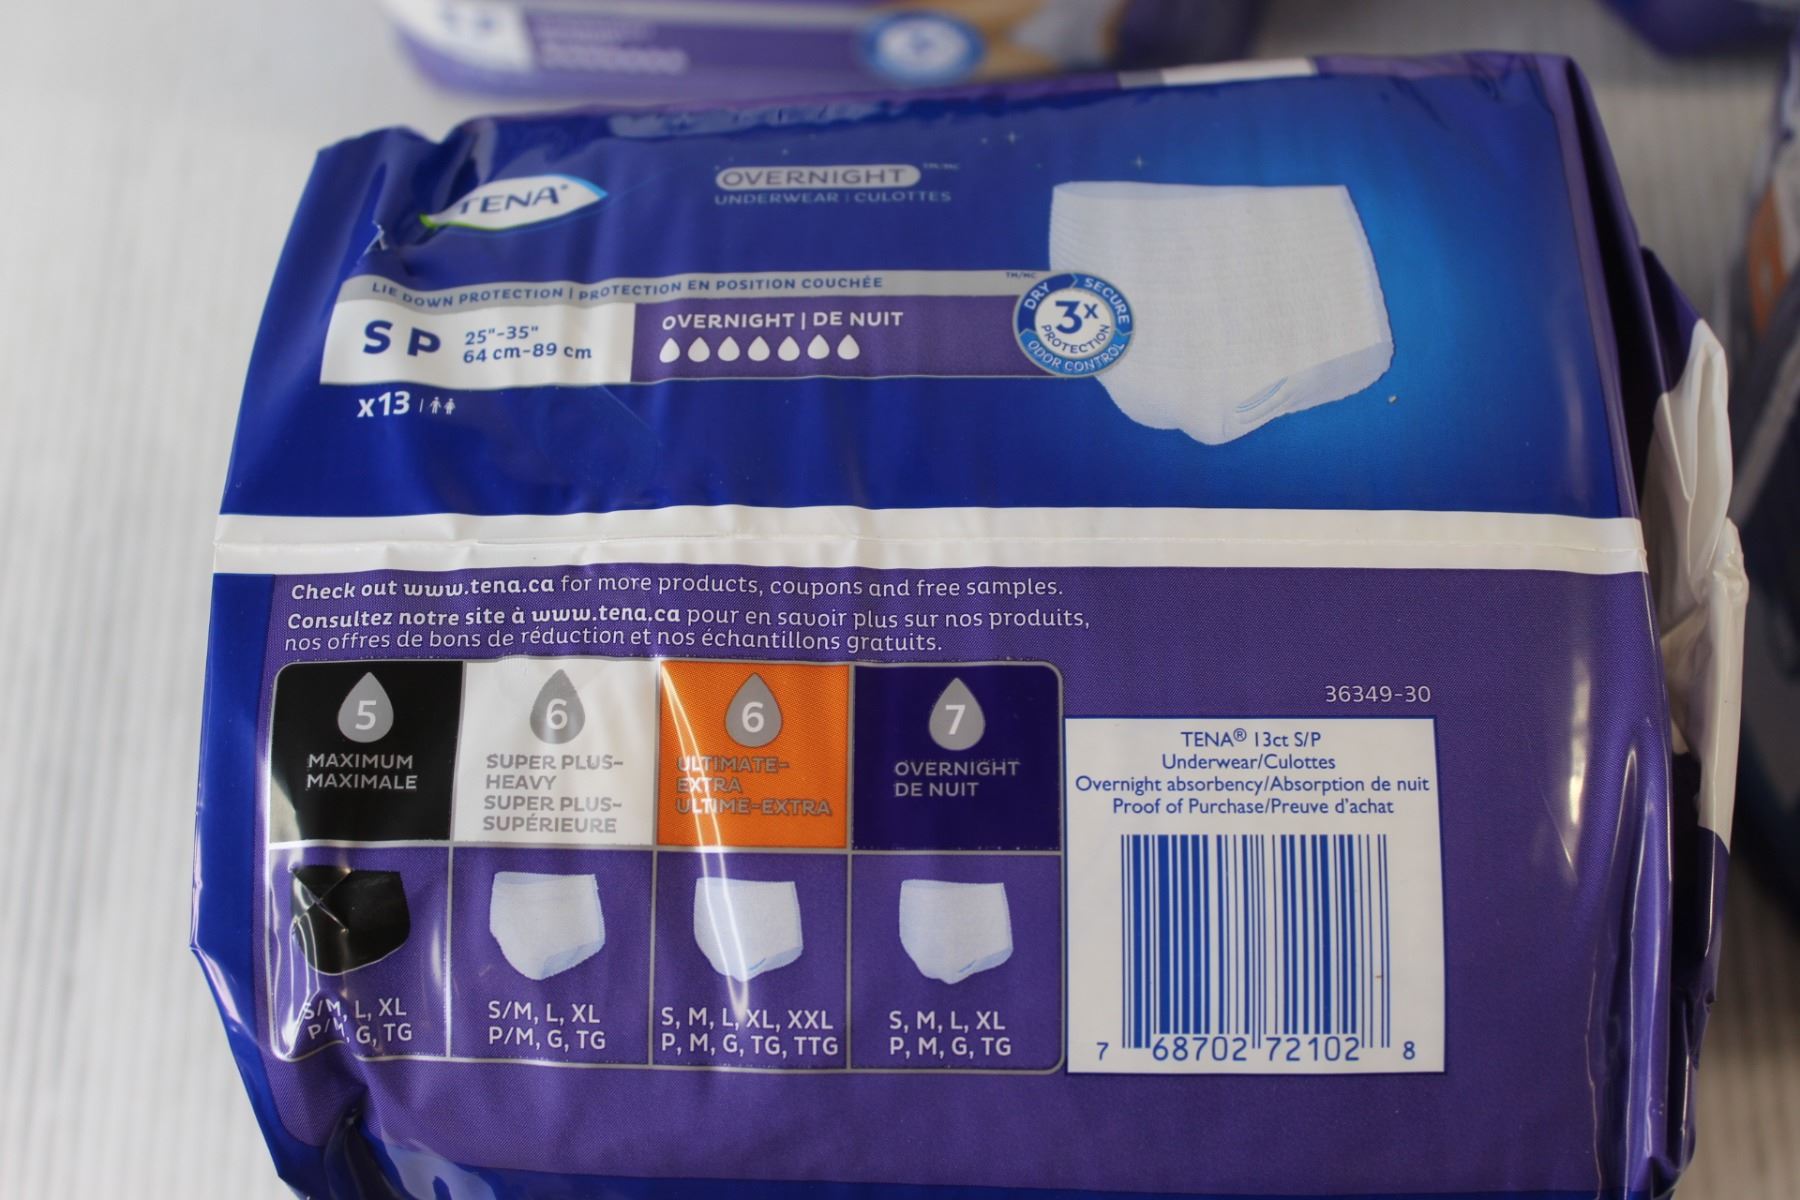 TENA®
OVERNIGHT TM/MC
UNDERWEAR | CULOTTES
LIE DOWN PROTECTION | PROTECTION EN POSITION COUCHÉE
S P
25"-35"
64 cm-89 cm
OVERNIGHT | DE NUIT
x13
TM/MC
DRY SECURE
3x
PROTECTION
ODOR CONTROL
Check out www.tena.ca for more products, coupons and free samples.
Consultez notre site à www.tena.ca pour en savoir plus sur nos produits,
nos offres de bons de réduction et nos échantillons gratuits.
5
MAXIMUM
MAXIMALE
S/M, L, XL
P/M, G, TG
6
SUPER PLUS-
HEAVY
SUPER PLUS-
SUPÉRIEURE
S/M, L, XL
P/M, G, TG
6
ULTIMATE-
EXTRA
ULTIME-EXTRA
S, M, L, XL, XXL
P, M, G, TG, TTG
7
OVERNIGHT
DE NUIT
S, M, L, XL
P, M, G, TG
36349-30
TENA® 13ct S/P
Underwear/Culottes
Overnight absorbency/Absorption de nuit
Proof of Purchase/Preuve d'achat
7 68702 72102 8